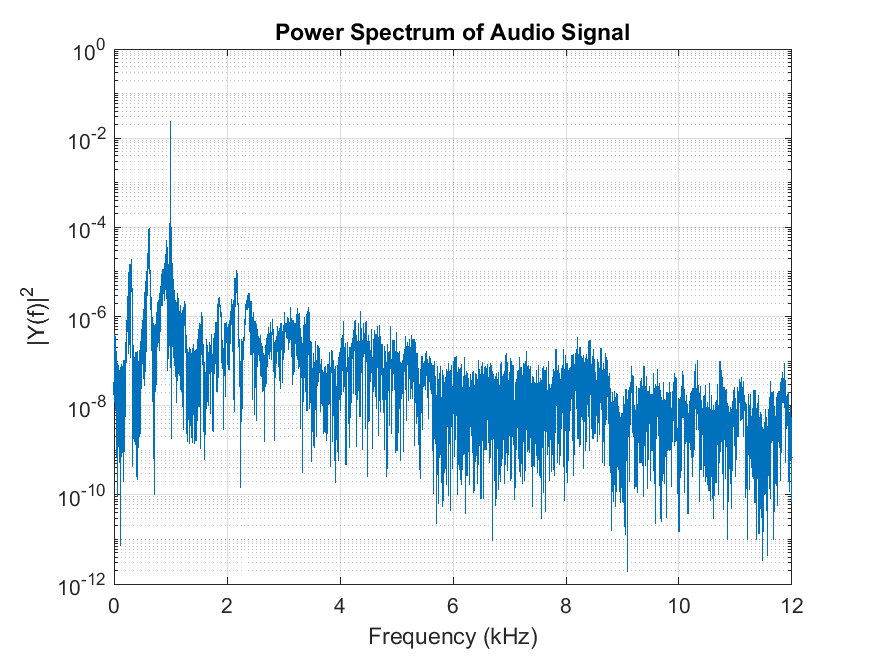 Power Spectrum of Audio Signal
10^0
10^-2
10^-4
10^-6
10^-8
10^-10
10^-12
|Y(f)|^2
0 2 4 6 8 10 12
Frequency (kHz)